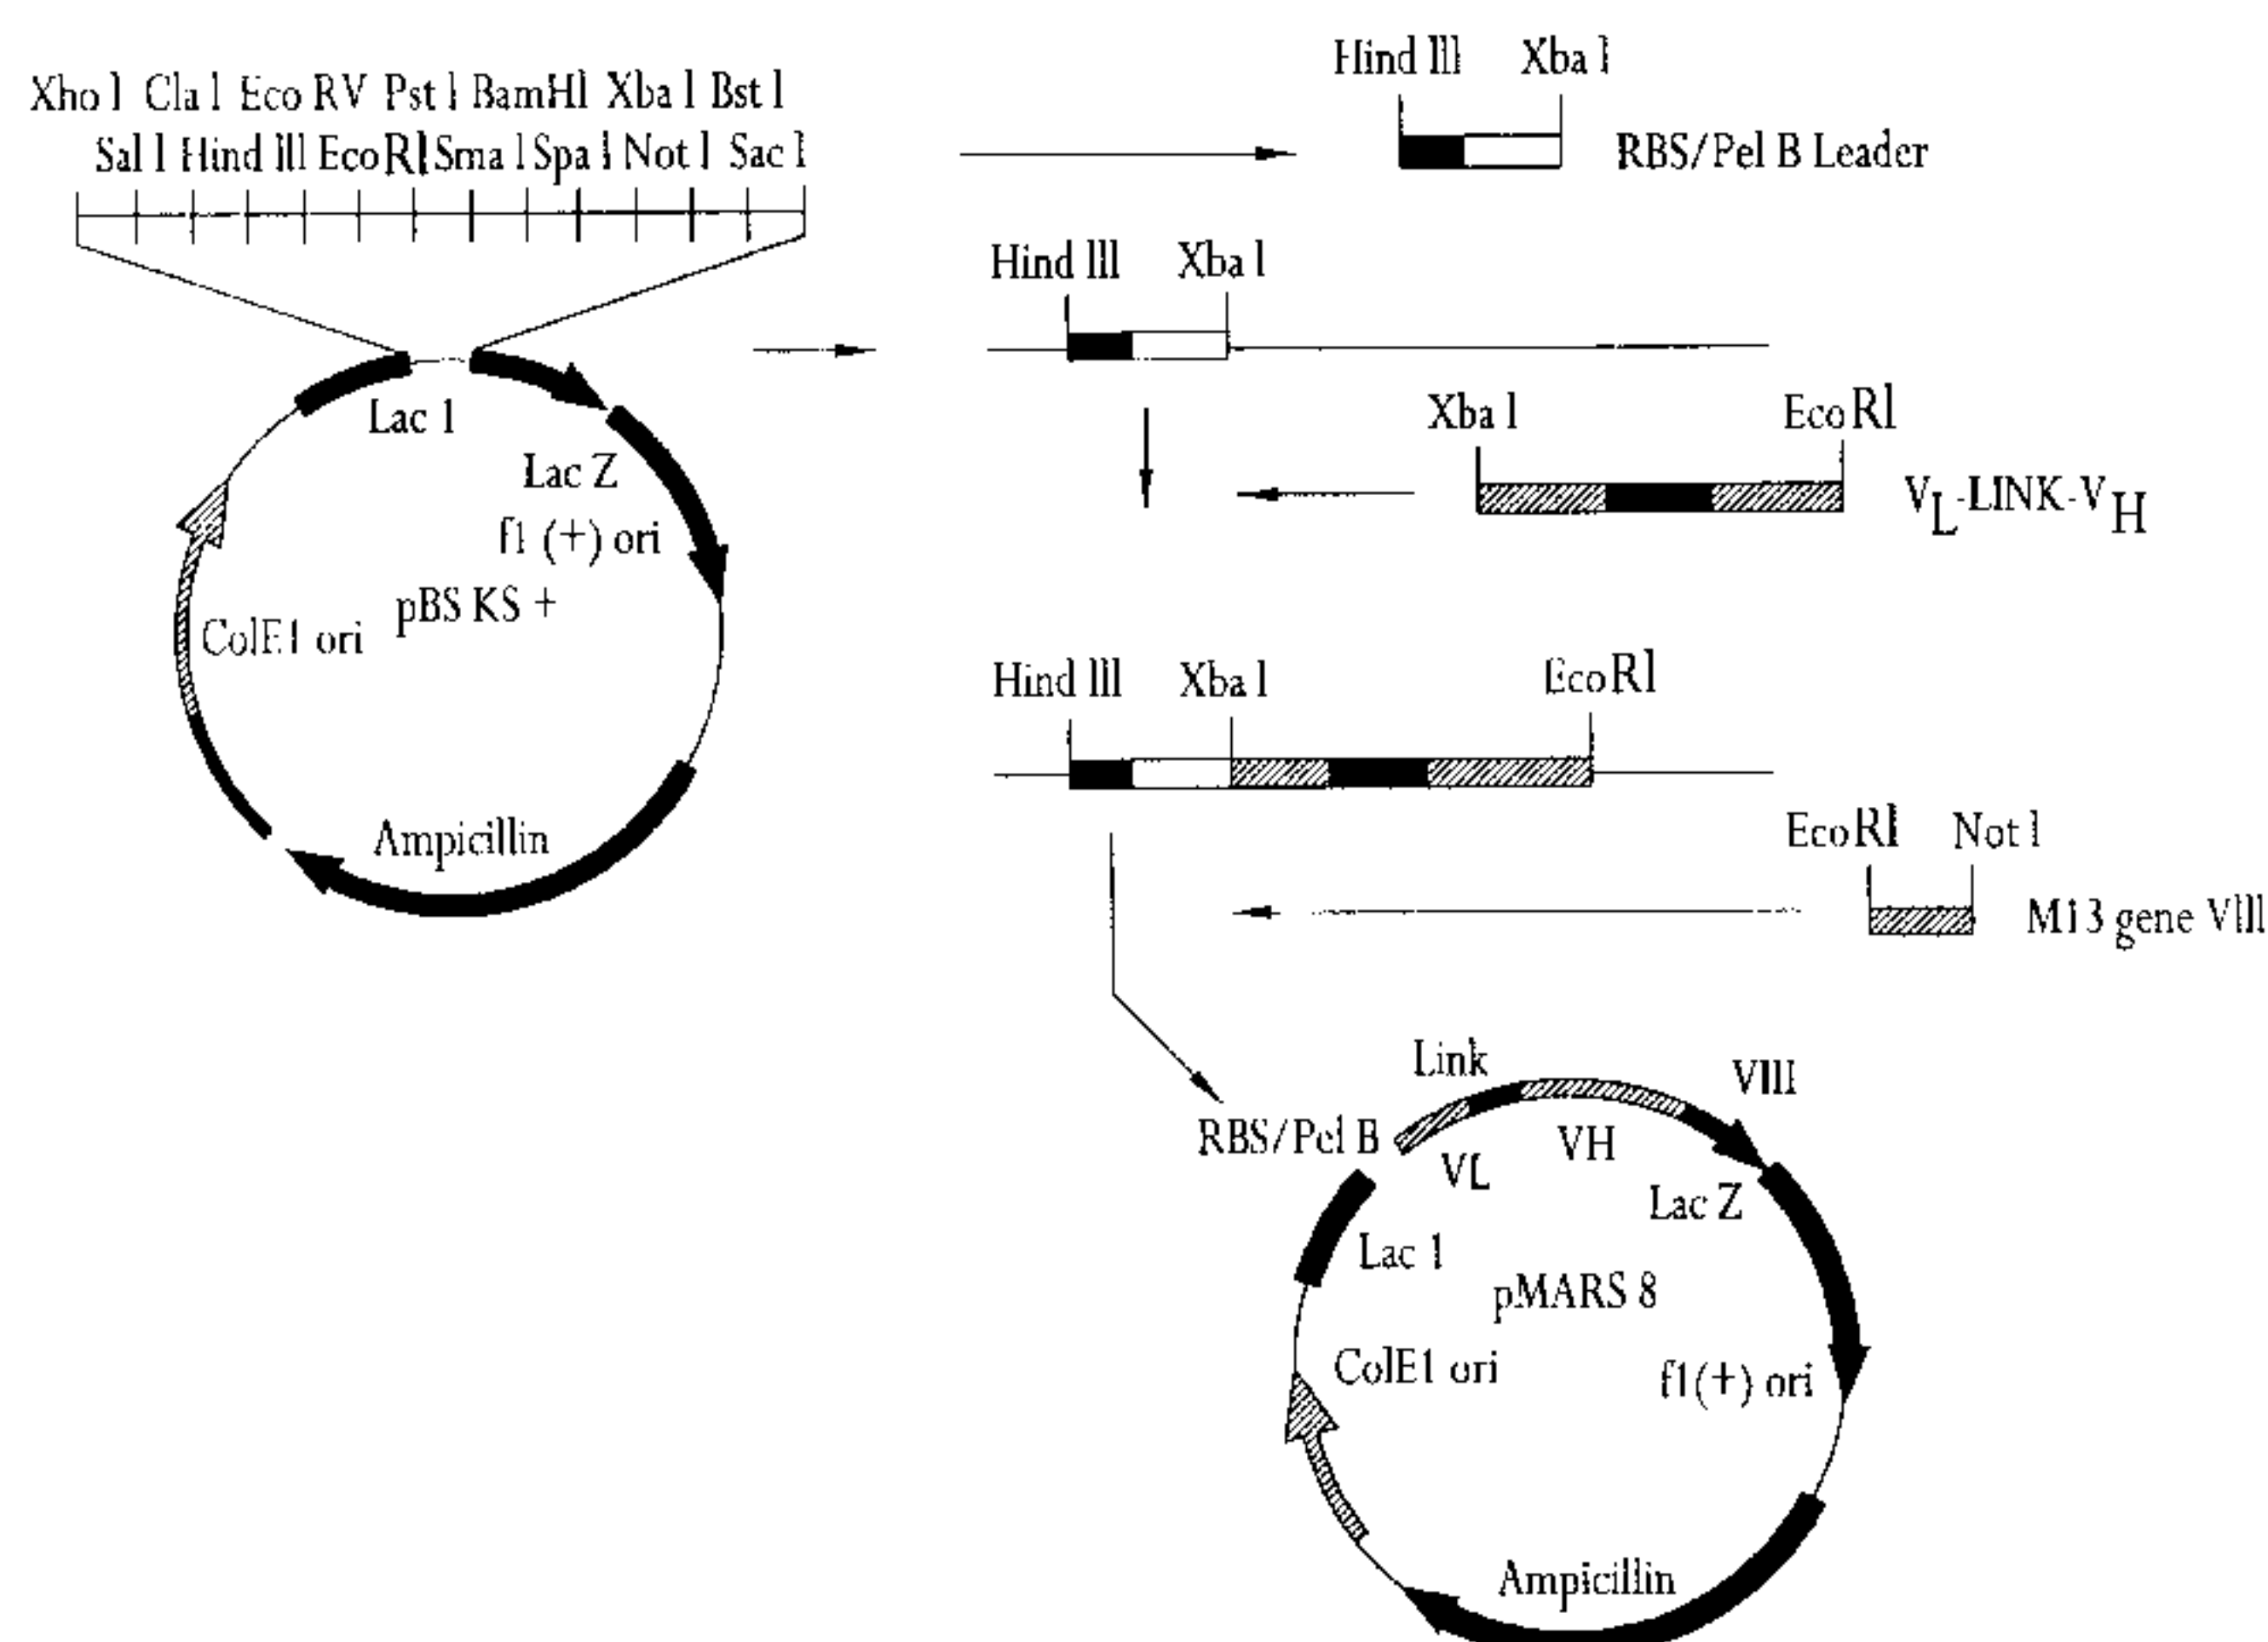 Xho I Cla I Eco RV Pst I BamHI Xba I Bst I
Sal I Hind III EcoRI Sma I Spa I Not I Sac I
Hind III Xba I
RBS/Pel B Leader
Hind III Xba I
Lac 1
Lac Z
f1 (+) ori
pBS KS +
ColE1 ori
Ampicillin
Xba I EcoRI
VL-LINK-VH
Hind III Xba I EcoRI
EcoRI Not I
M13 gene VIII
Link
VIII
RBS/Pel B
VL
VH
Lac Z
Lac 1
pMARS 8
ColE1 ori
f1(+) ori
Ampicillin